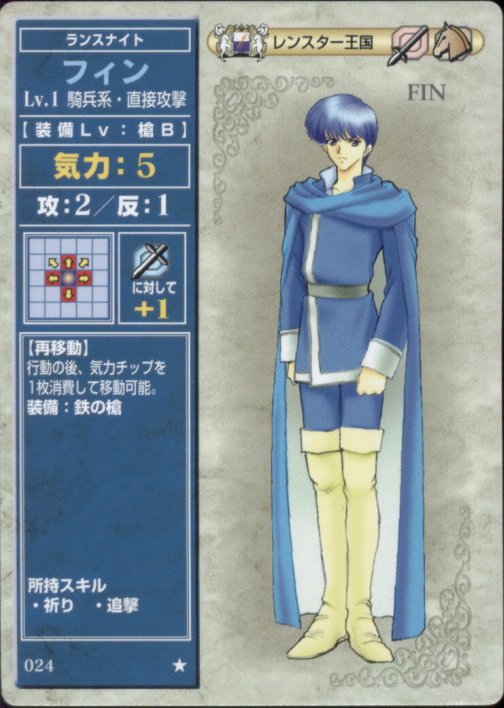 ランスナイト
フィン
Lv.1 騎兵系・直接攻撃
【装備Lv：槍B】
気力：5
攻：2／反：1
に対して
+1
【再移動】
行動の後、気力チップを
1枚消費して移動可能。
装備：鉄の槍
所持スキル
・祈り ・追撃
024 ★
レンスター王国
FIN